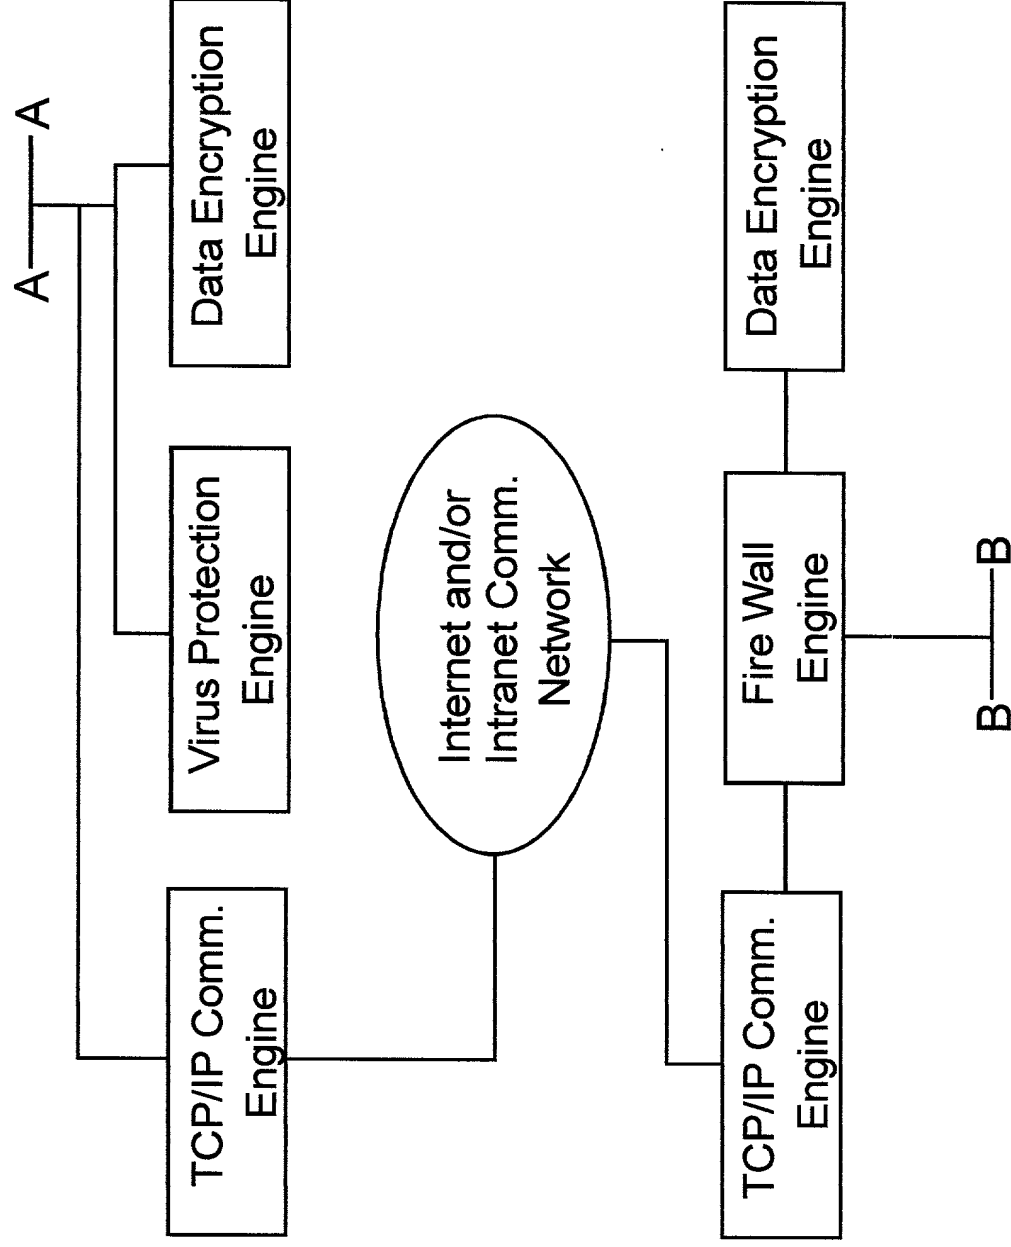 A
A
TCP/IP Comm.
Engine
Virus Protection
Engine
Data Encryption
Engine
Internet and/or
Intranet Comm.
Network
TCP/IP Comm.
Engine
Fire Wall
Engine
Data Encryption
Engine
B
B